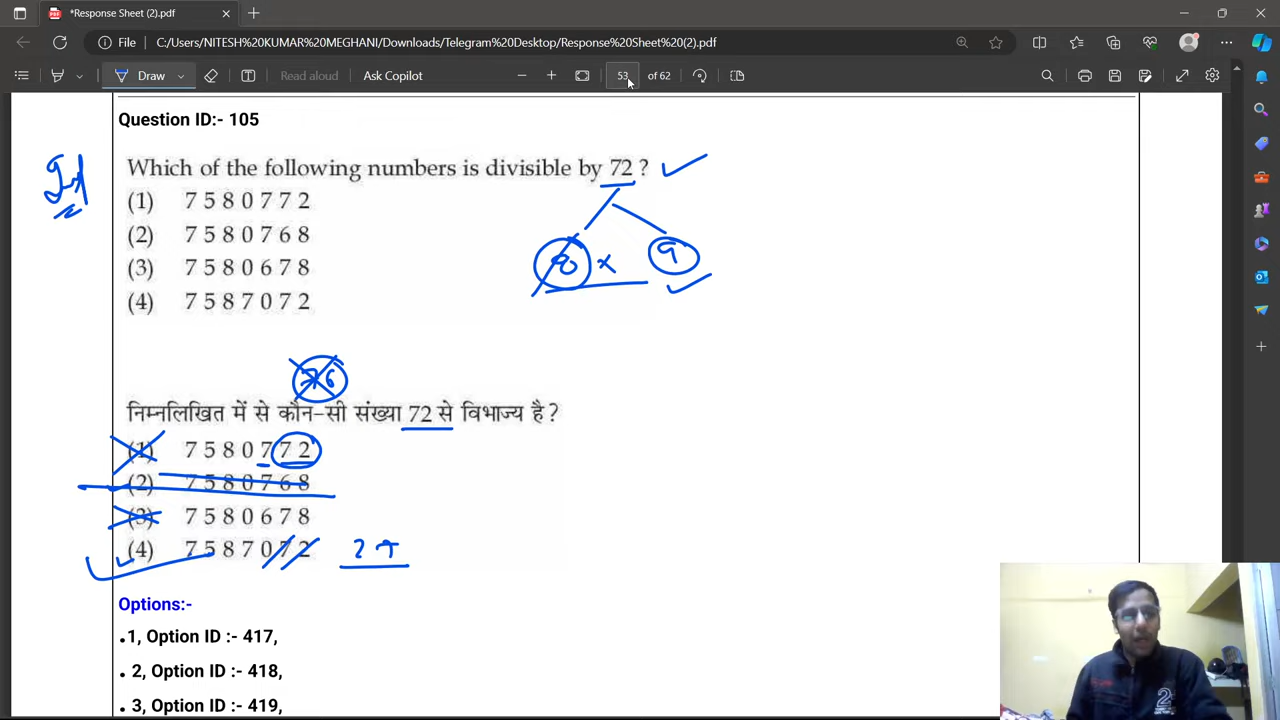 *Response Sheet (2).pdf
File C:/Users/NITESH%20KUMAR%20MEGHANI/Downloads/Telegram%20Desktop/Response%20Sheet%20(2).pdf
Draw Read aloud Ask Copilot 53 of 62
Question ID:- 105
Which of the following numbers is divisible by 72 ?
(1) 7 5 8 0 7 7 2
(2) 7 5 8 0 7 6 8
(3) 7 5 8 0 6 7 8
(4) 7 5 8 7 0 7 2
8 × 9
76
निम्नलिखित में से कौन-सी संख्या 72 से विभाज्य है ?
(1) 7 5 8 0 7 7 2
(2) 7 5 8 0 7 6 8
(3) 7 5 8 0 6 7 8
(4) 7 5 8 7 0 7 2
Options:-
.1, Option ID :- 417,
. 2, Option ID :- 418,
. 3, Option ID :- 419,